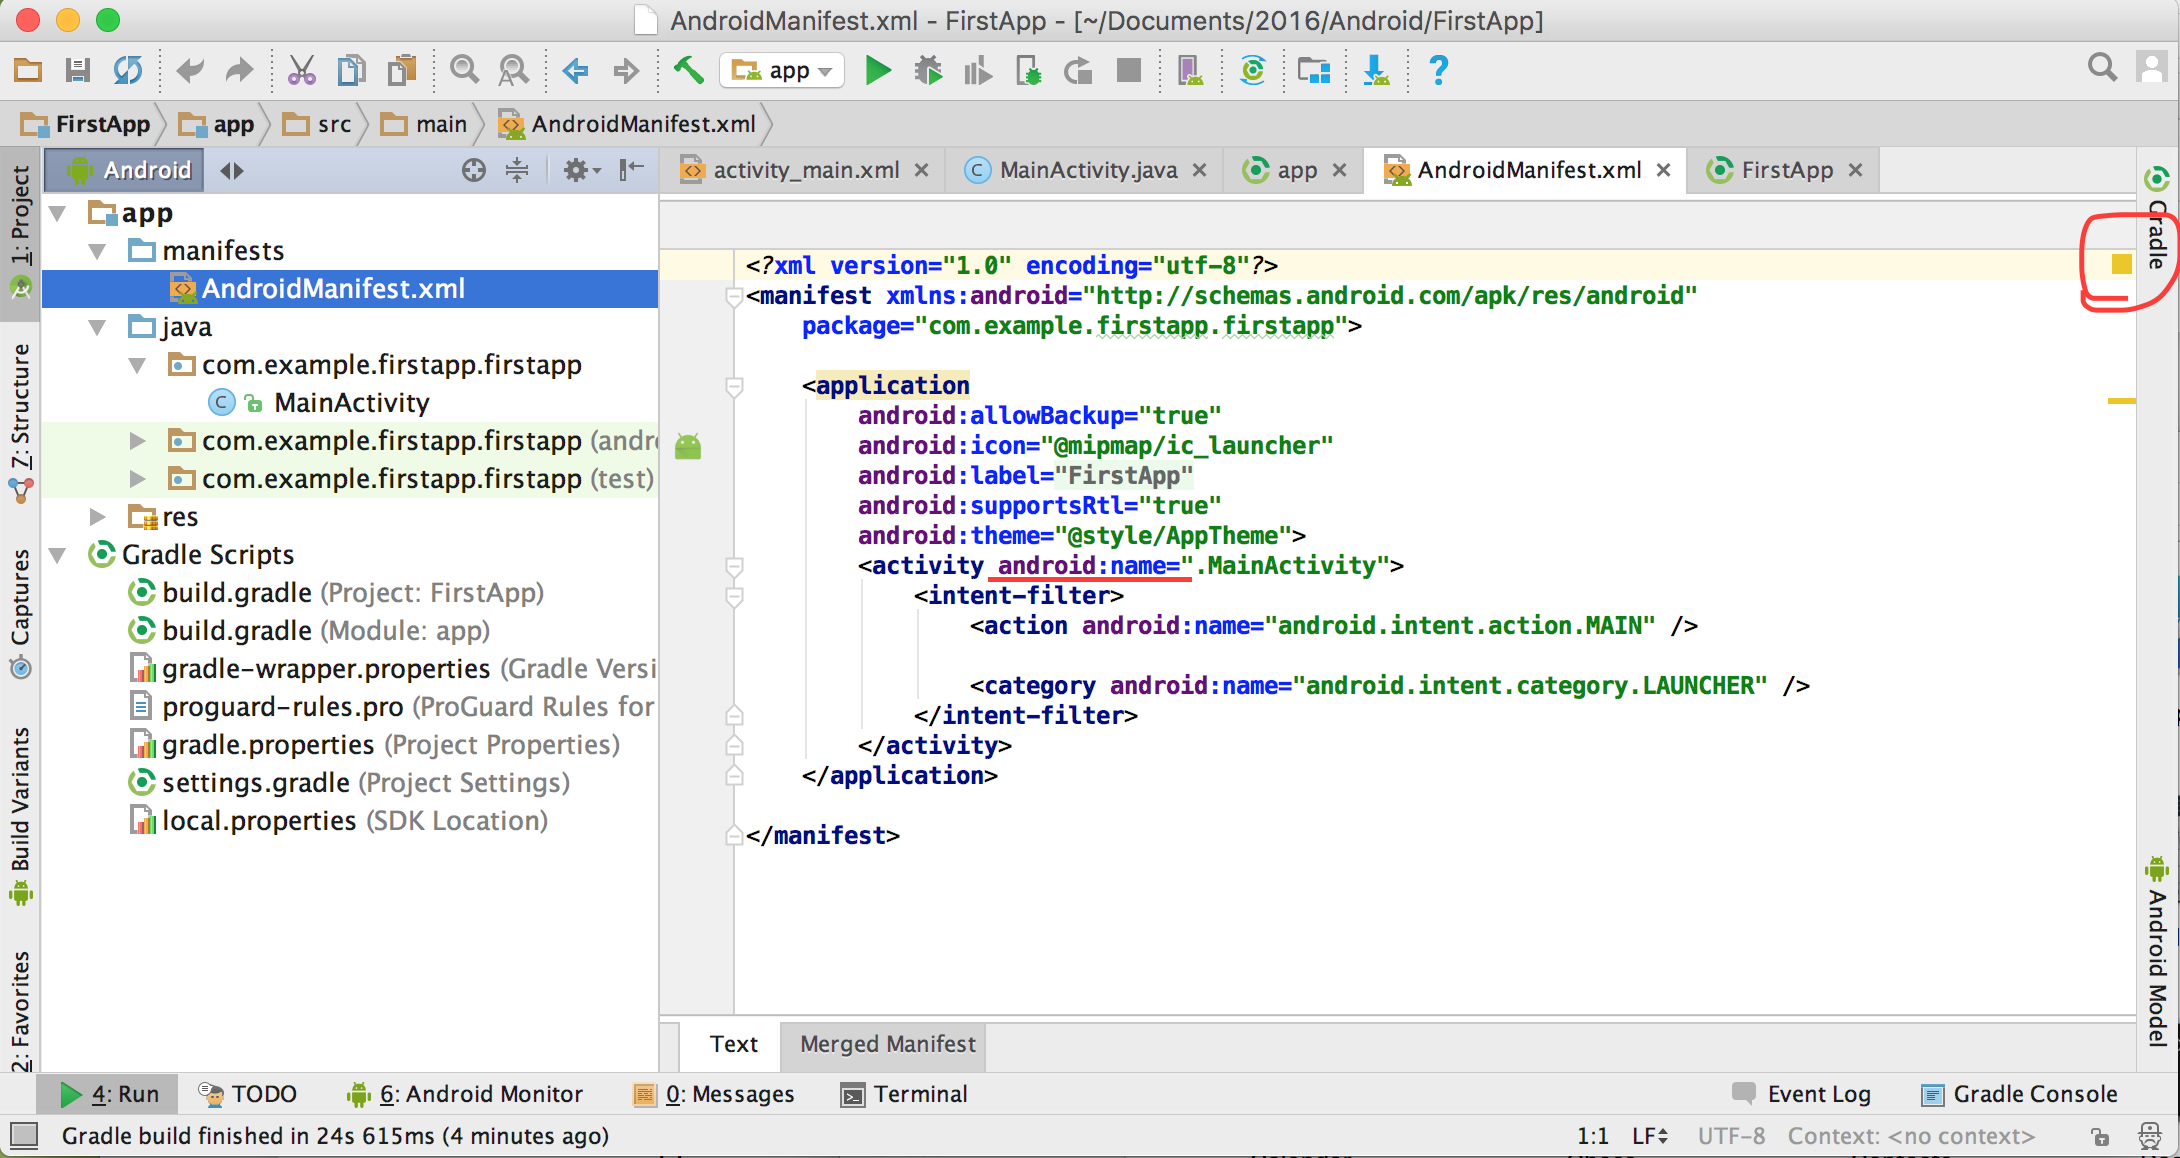 AndroidManifest.xml - FirstApp - [~/Documents/2016/Android/FirstApp]
app
FirstApp app src main AndroidManifest.xml
Android
activity_main.xml MainActivity.java app AndroidManifest.xml FirstApp
1: Project
7: Structure
Captures
Build Variants
2: Favorites
app
manifests
AndroidManifest.xml
java
com.example.firstapp.firstapp
MainActivity
com.example.firstapp.firstapp (andr
com.example.firstapp.firstapp (test)
res
Gradle Scripts
build.gradle (Project: FirstApp)
build.gradle (Module: app)
gradle-wrapper.properties (Gradle Versi
proguard-rules.pro (ProGuard Rules for
gradle.properties (Project Properties)
settings.gradle (Project Settings)
local.properties (SDK Location)
<?xml version="1.0" encoding="utf-8"?>
<manifest xmlns:android="http://schemas.android.com/apk/res/android"
package="com.example.firstapp.firstapp">
<application
android:allowBackup="true"
android:icon="@mipmap/ic_launcher"
android:label="FirstApp"
android:supportsRtl="true"
android:theme="@style/AppTheme">
<activity android:name=".MainActivity">
<intent-filter>
<action android:name="android.intent.action.MAIN" />
<category android:name="android.intent.category.LAUNCHER" />
</intent-filter>
</activity>
</application>
</manifest>
Gradle
Android Model
Text Merged Manifest
4: Run TODO 6: Android Monitor 0: Messages Terminal Event Log Gradle Console
Gradle build finished in 24s 615ms (4 minutes ago) 1:1 LF UTF-8 Context: <no context>